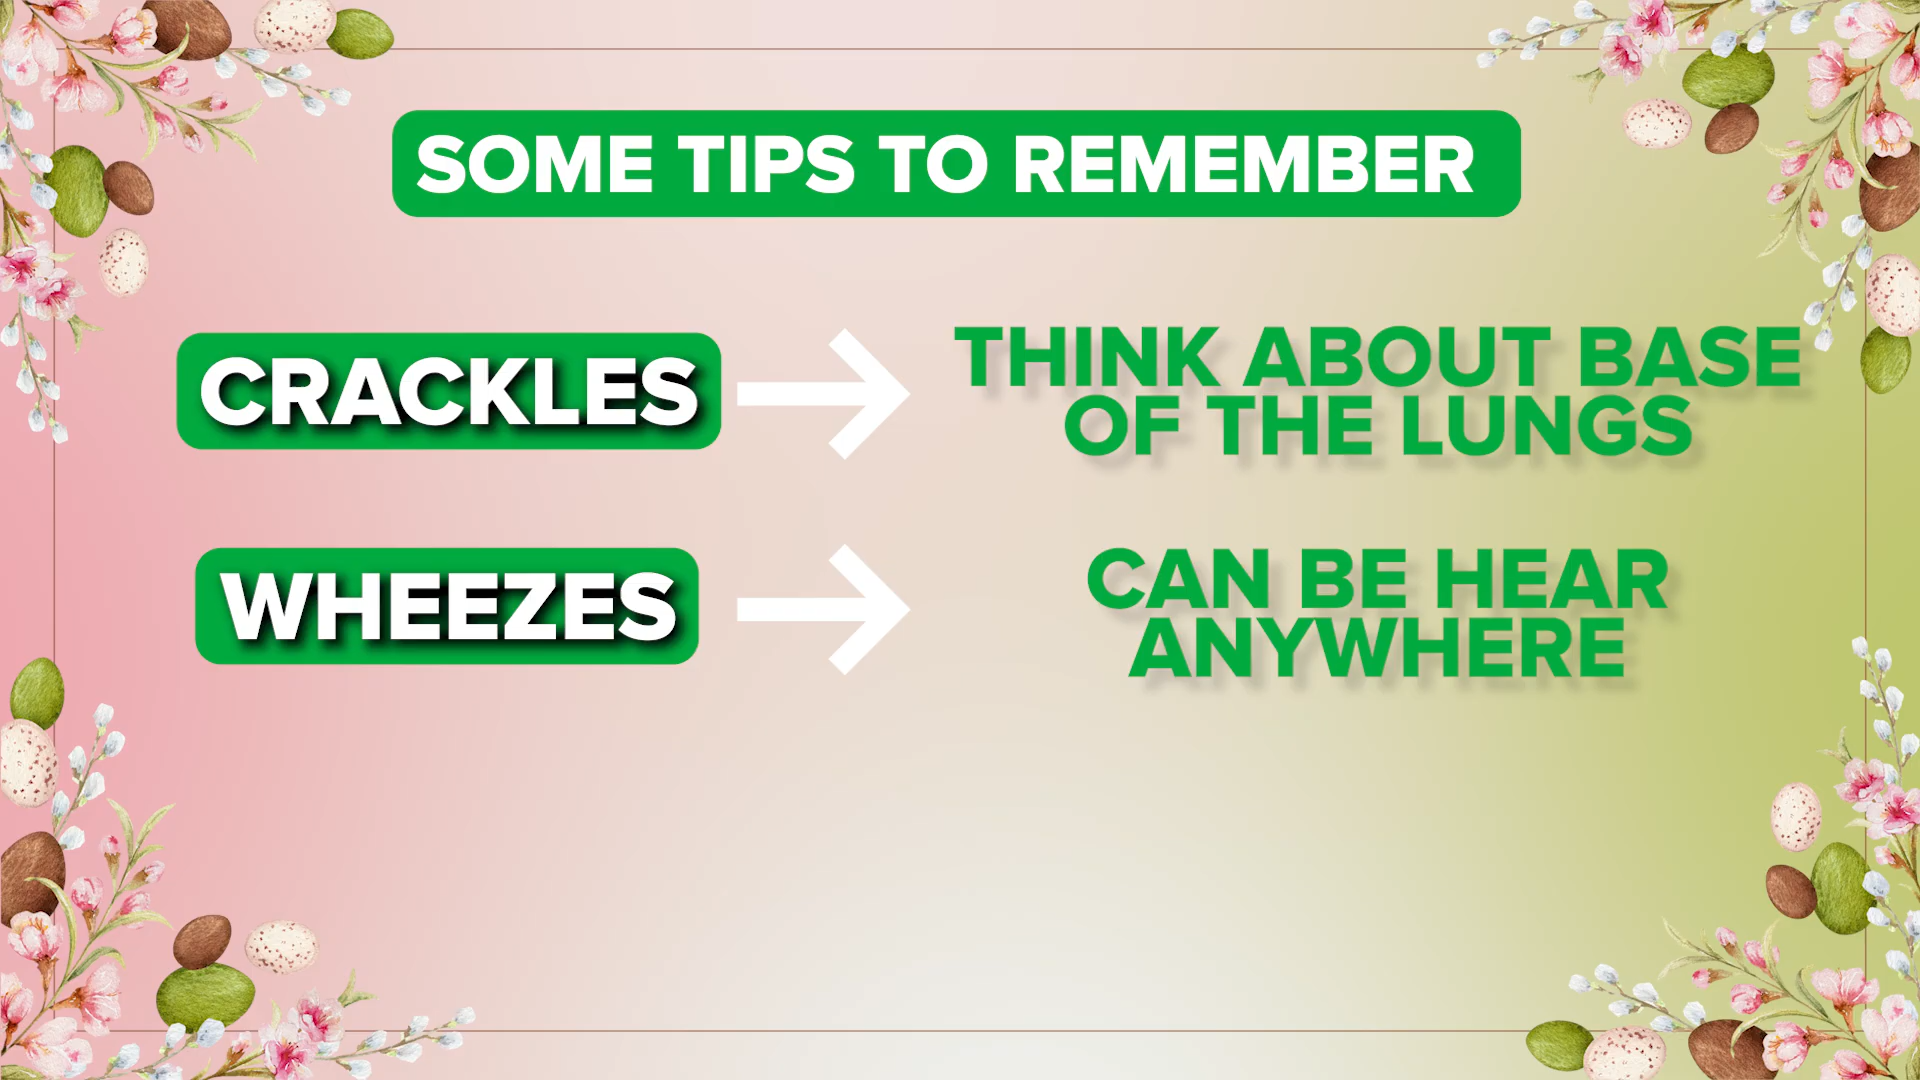 SOME TIPS TO REMEMBER
CRACKLES
THINK ABOUT BASE
OF THE LUNGS
WHEEZES
CAN BE HEAR
ANYWHERE